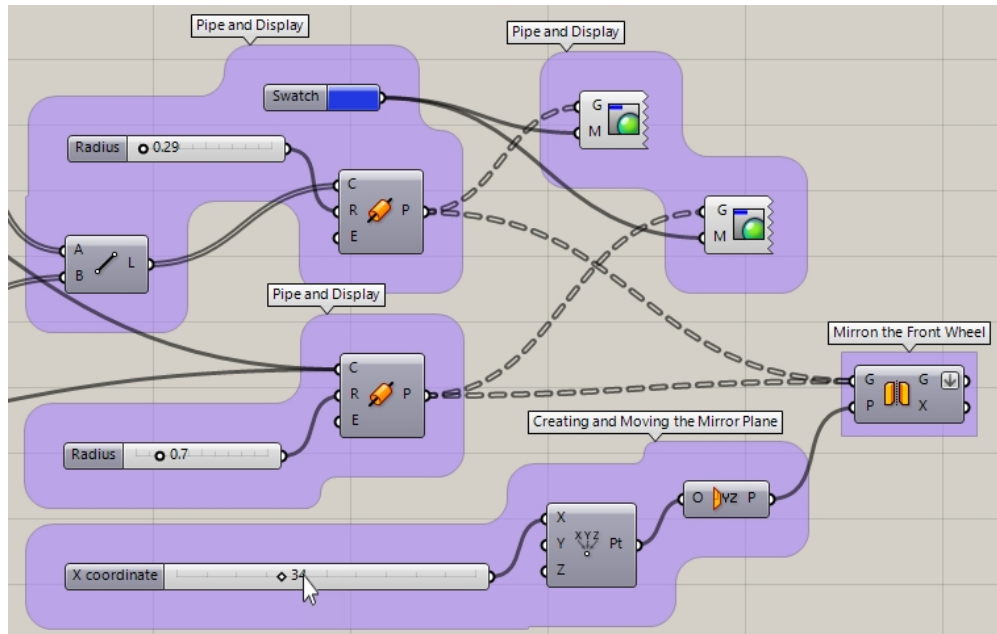 Pipe and Display
Pipe and Display
Swatch
G
M
Radius 0.29
C
R P
E
G
M
A
B L
Pipe and Display
Mirron the Front Wheel
C
R P
E
G G
P X
Creating and Moving the Mirror Plane
Radius 0.7
O YZ P
X
Y XYZ Pt
Z
X coordinate 34